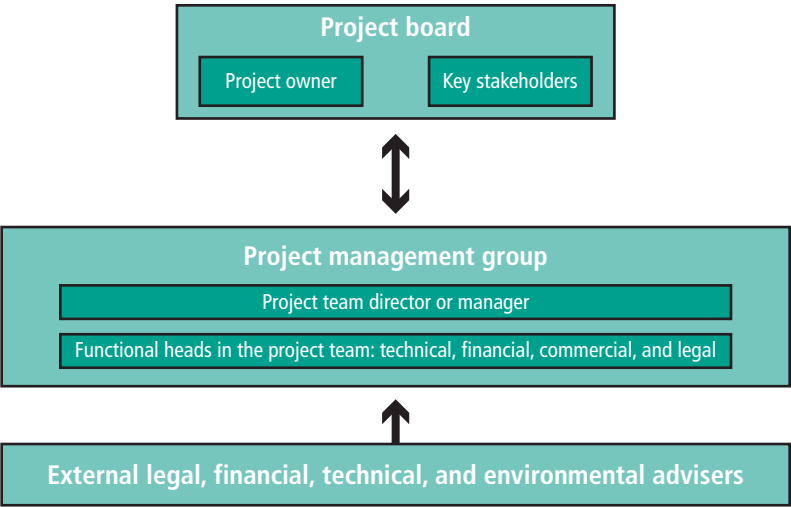 Project board
Project owner
Key stakeholders
Project management group
Project team director or manager
Functional heads in the project team: technical, financial, commercial, and legal
External legal, financial, technical, and environmental advisers